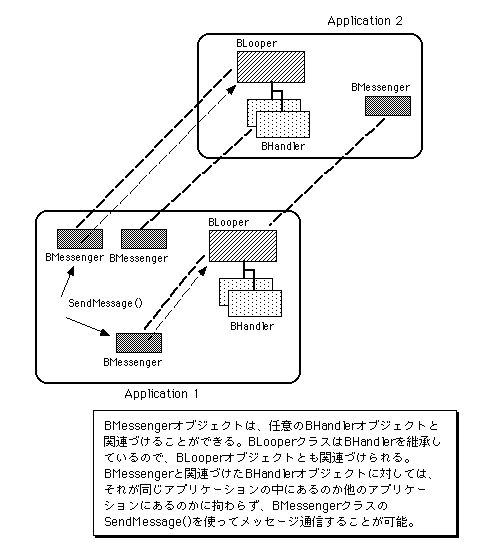 Application 2
BLooper
BMessenger
BHandler
BLooper
BMessenger
BMessenger
SendMessage()
BHandler
BMessenger
Application 1
BMessengerオブジェクトは、任意のBHandlerオブジェクトと
関連づけることができる。BLooperクラスはBHandlerを継承し
ているので、BLooperオブジェクトとも関連づけられる。
BMessengerと関連づけたBHandlerオブジェクトに対しては、
それが同じアプリケーションの中にあるのか他のアプリケー
ションにあるのかに拘わらず、BMessengerクラスの
SendMessage()を使ってメッセージ通信することが可能。